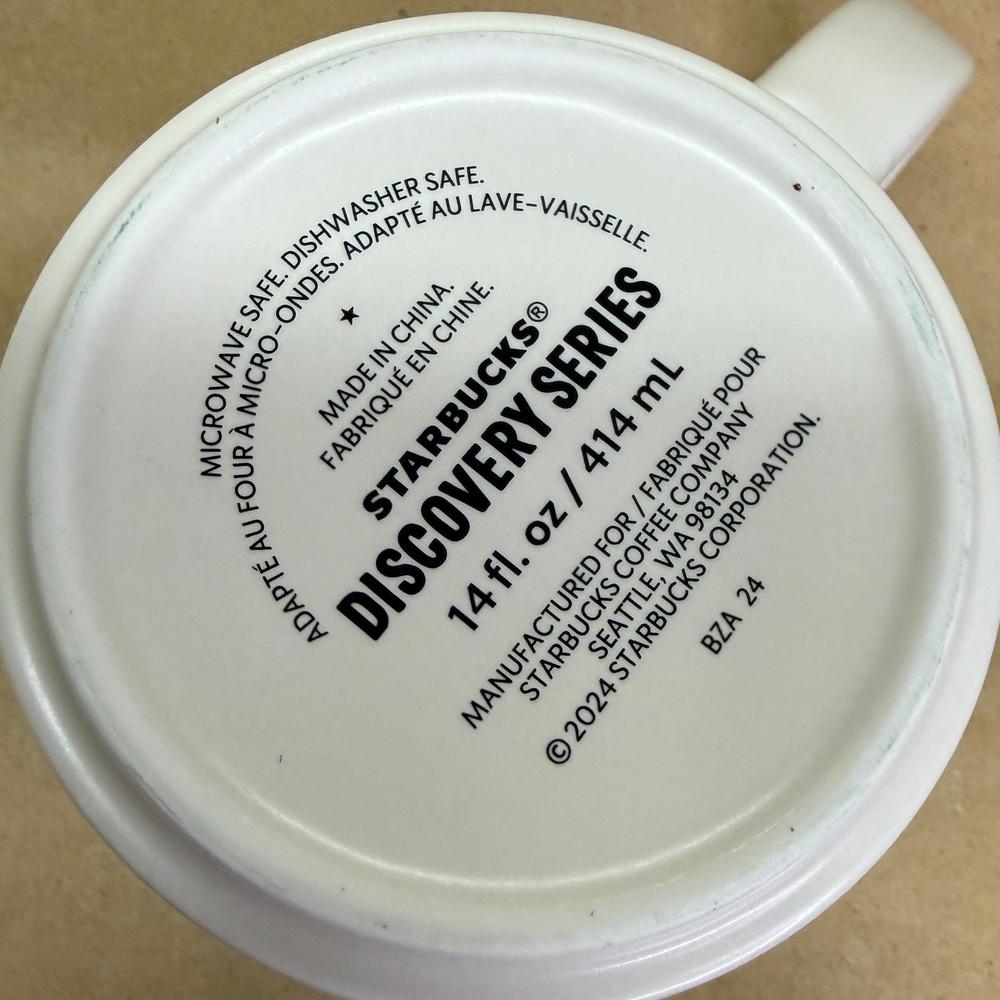 MICROWAVE SAFE. DISHWASHER SAFE.
ADAPTÉ AU FOUR À MICRO-ONDES. ADAPTÉ AU LAVE-VAISSELLE.
MADE IN CHINA.
FABRIQUÉ EN CHINE.
STARBUCKS®
DISCOVERY SERIES
14 fl. oz / 414 mL
MANUFACTURED FOR / FABRIQUÉ POUR
STARBUCKS COFFEE COMPANY
SEATTLE, WA 98134
© 2024 STARBUCKS CORPORATION.
BZA 24